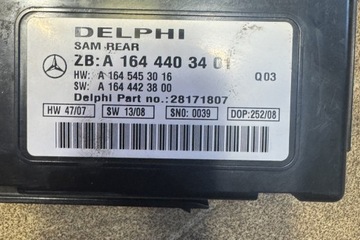 DELPHI
SAM REAR
ZB: A 164 440 34 01
HW: A 164 545 30 16 Q03
SW: A 164 442 38 00
Delphi Part no.:28171807
HW 47/07 SW 13/08 SNO: 0039 DOP:252/08